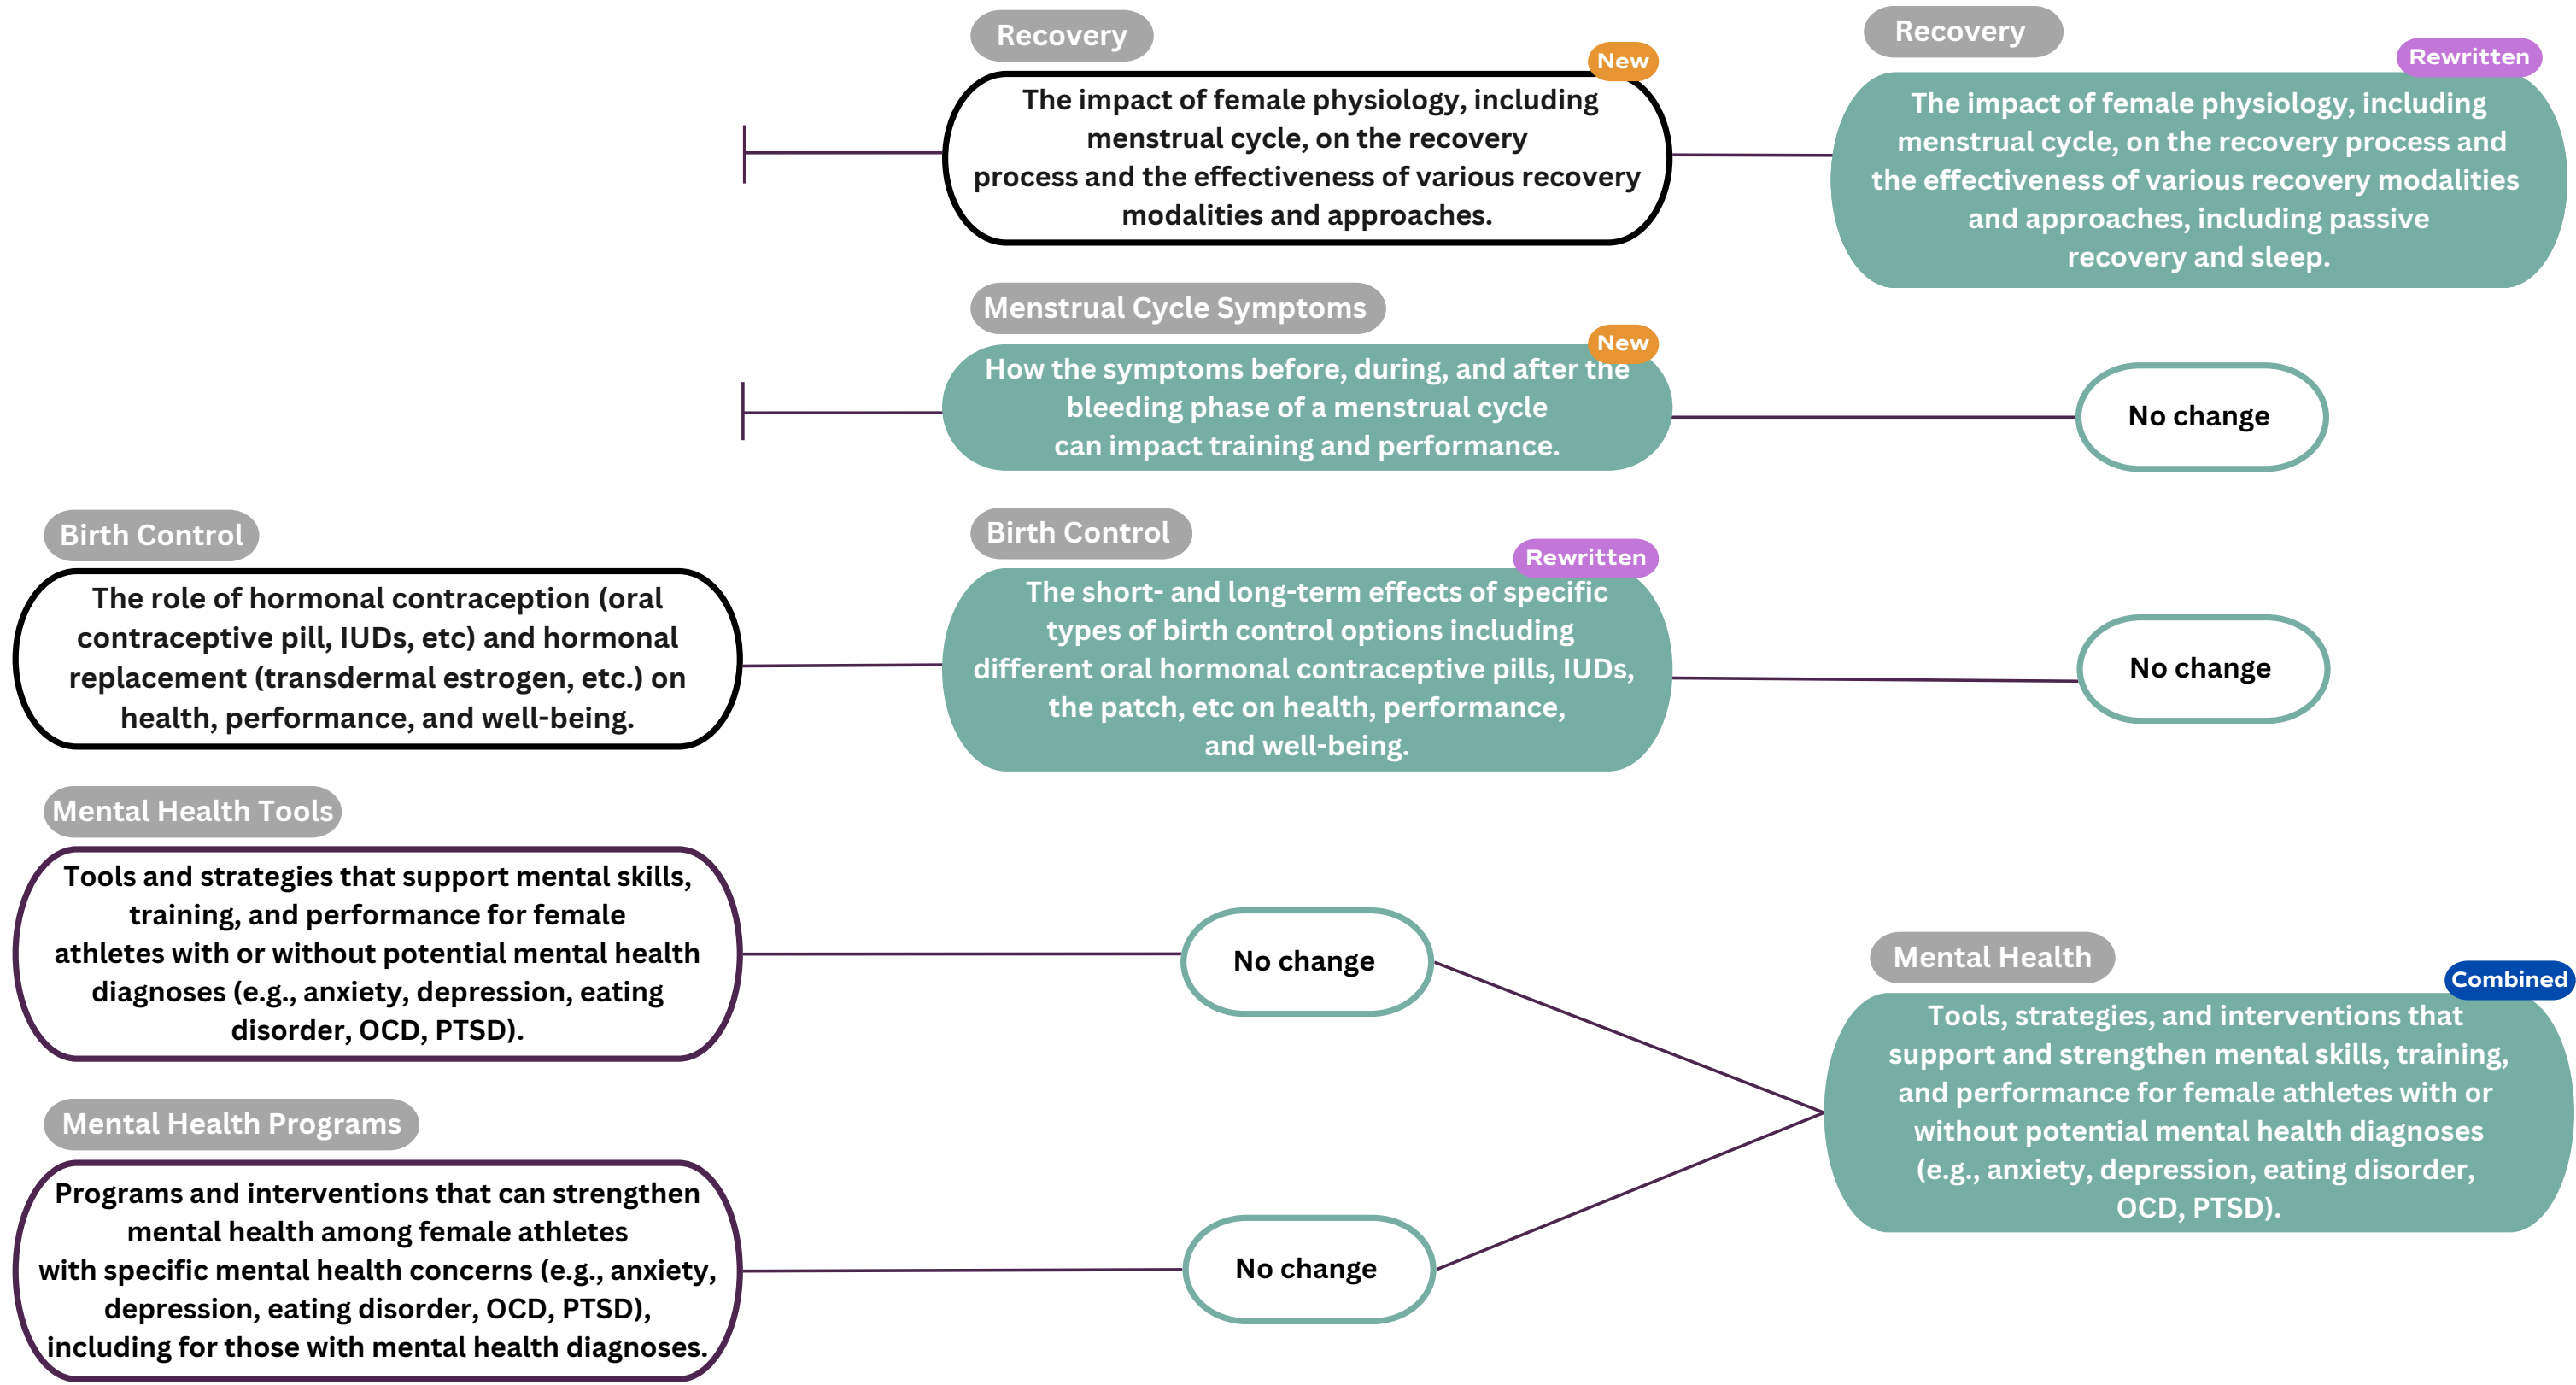 Recovery
New
The impact of female physiology, including
menstrual cycle, on the recovery
process and the effectiveness of various recovery
modalities and approaches.
Recovery
Rewritten
The impact of female physiology, including
menstrual cycle, on the recovery process and
the effectiveness of various recovery modalities
and approaches, including passive
recovery and sleep.
Menstrual Cycle Symptoms
New
How the symptoms before, during, and after the
bleeding phase of a menstrual cycle
can impact training and performance.
No change
Birth Control
The role of hormonal contraception (oral
contraceptive pill, IUDs, etc) and hormonal
replacement (transdermal estrogen, etc.) on
health, performance, and well-being.
Birth Control
Rewritten
The short- and long-term effects of specific
types of birth control options including
different oral hormonal contraceptive pills, IUDs,
the patch, etc on health, performance,
and well-being.
No change
Mental Health Tools
Tools and strategies that support mental skills,
training, and performance for female
athletes with or without potential mental health
diagnoses (e.g., anxiety, depression, eating
disorder, OCD, PTSD).
No change
Mental Health Programs
Programs and interventions that can strengthen
mental health among female athletes
with specific mental health concerns (e.g., anxiety,
depression, eating disorder, OCD, PTSD),
including for those with mental health diagnoses.
No change
Mental Health
Combined
Tools, strategies, and interventions that
support and strengthen mental skills, training,
and performance for female athletes with or
without potential mental health diagnoses
(e.g., anxiety, depression, eating disorder,
OCD, PTSD).